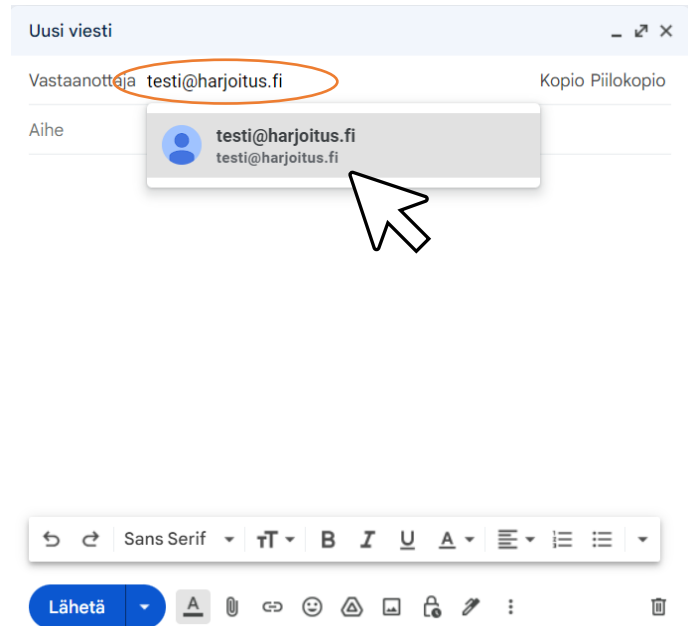 Uusi viesti
Vastaanottaja testi@harjoitus.fi Kopio Piilokopio
Aihe
testi@harjoitus.fi
testi@harjoitus.fi
Sans Serif
Lähetä